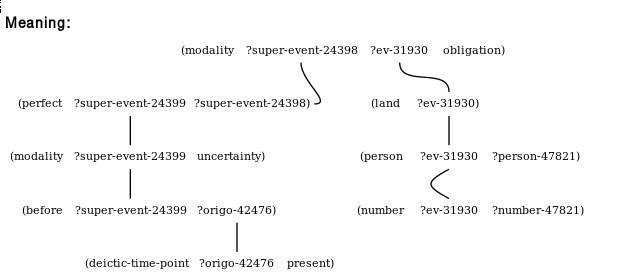 Meaning:
(modality ?super-event-24398 ?ev-31930 obligation)
(perfect ?super-event-24399 ?super-event-24398) (land ?ev-31930)
(modality ?super-event-24399 uncertainty) (person ?ev-31930 ?person-47821)
(before ?super-event-24399 ?origo-42476) (number ?ev-31930 ?number-47821)
(deictic-time-point ?origo-42476 present)